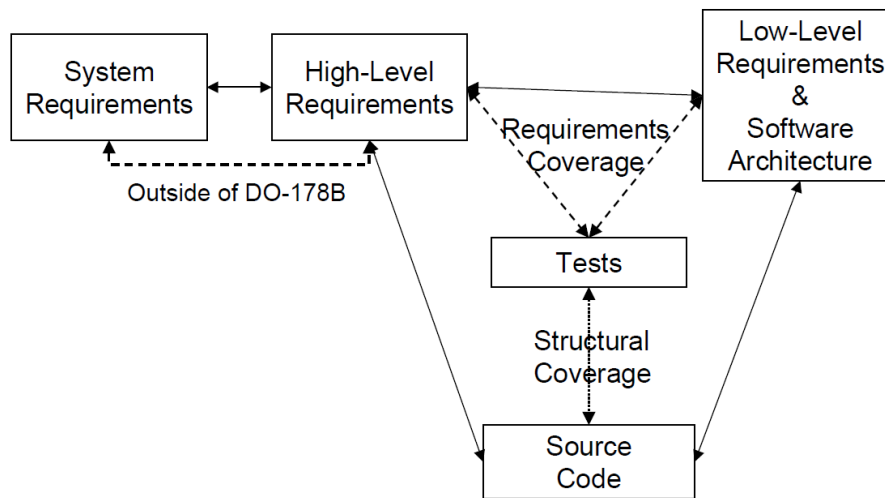 System
Requirements
High-Level
Requirements
Low-Level
Requirements
&
Software
Architecture
Requirements
Coverage
Outside of DO-178B
Tests
Structural
Coverage
Source
Code